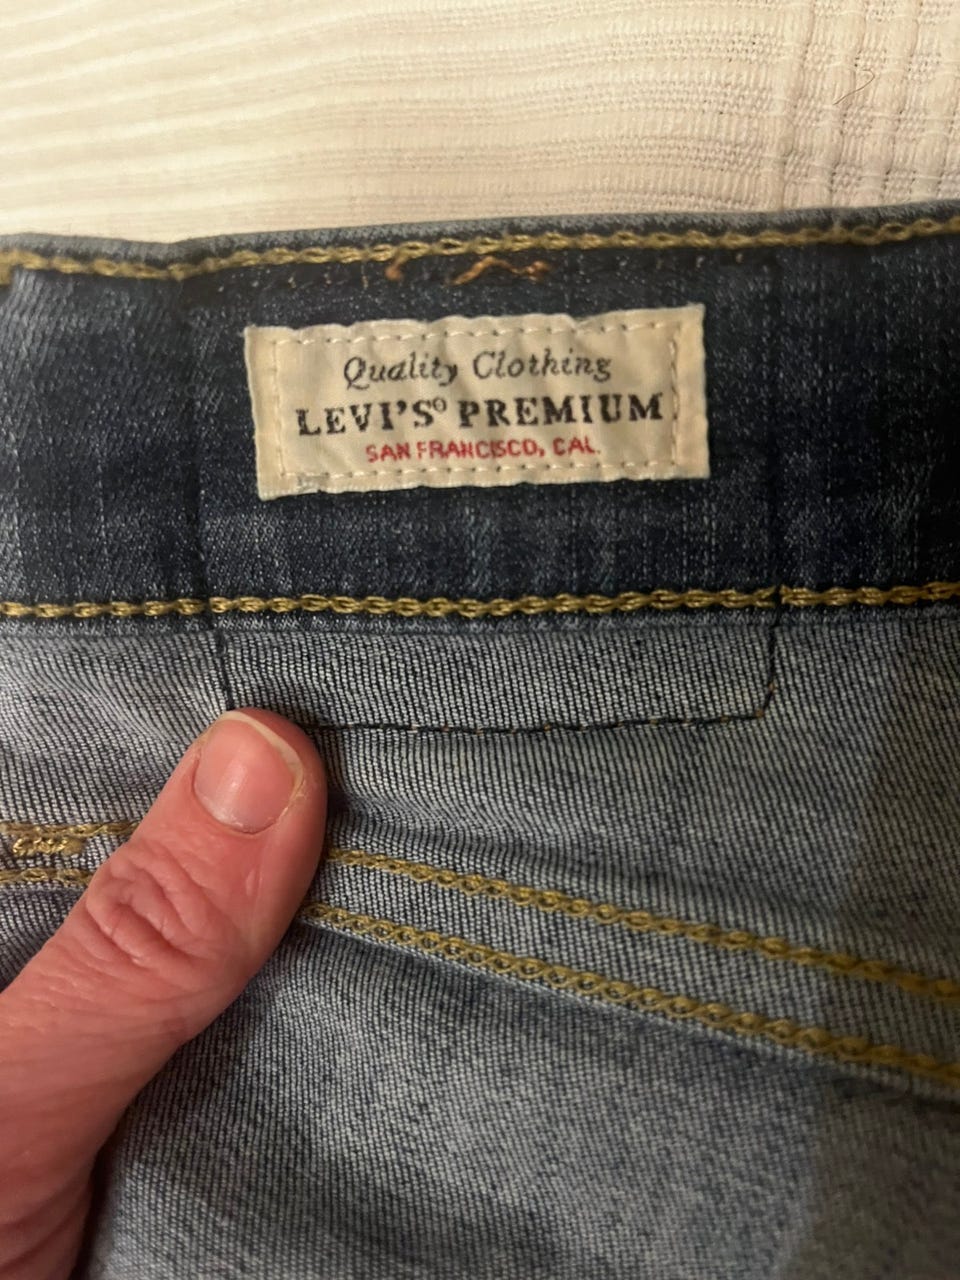 Quality Clothing
LEVI'S® PREMIUM
SAN FRANCISCO, CAL.